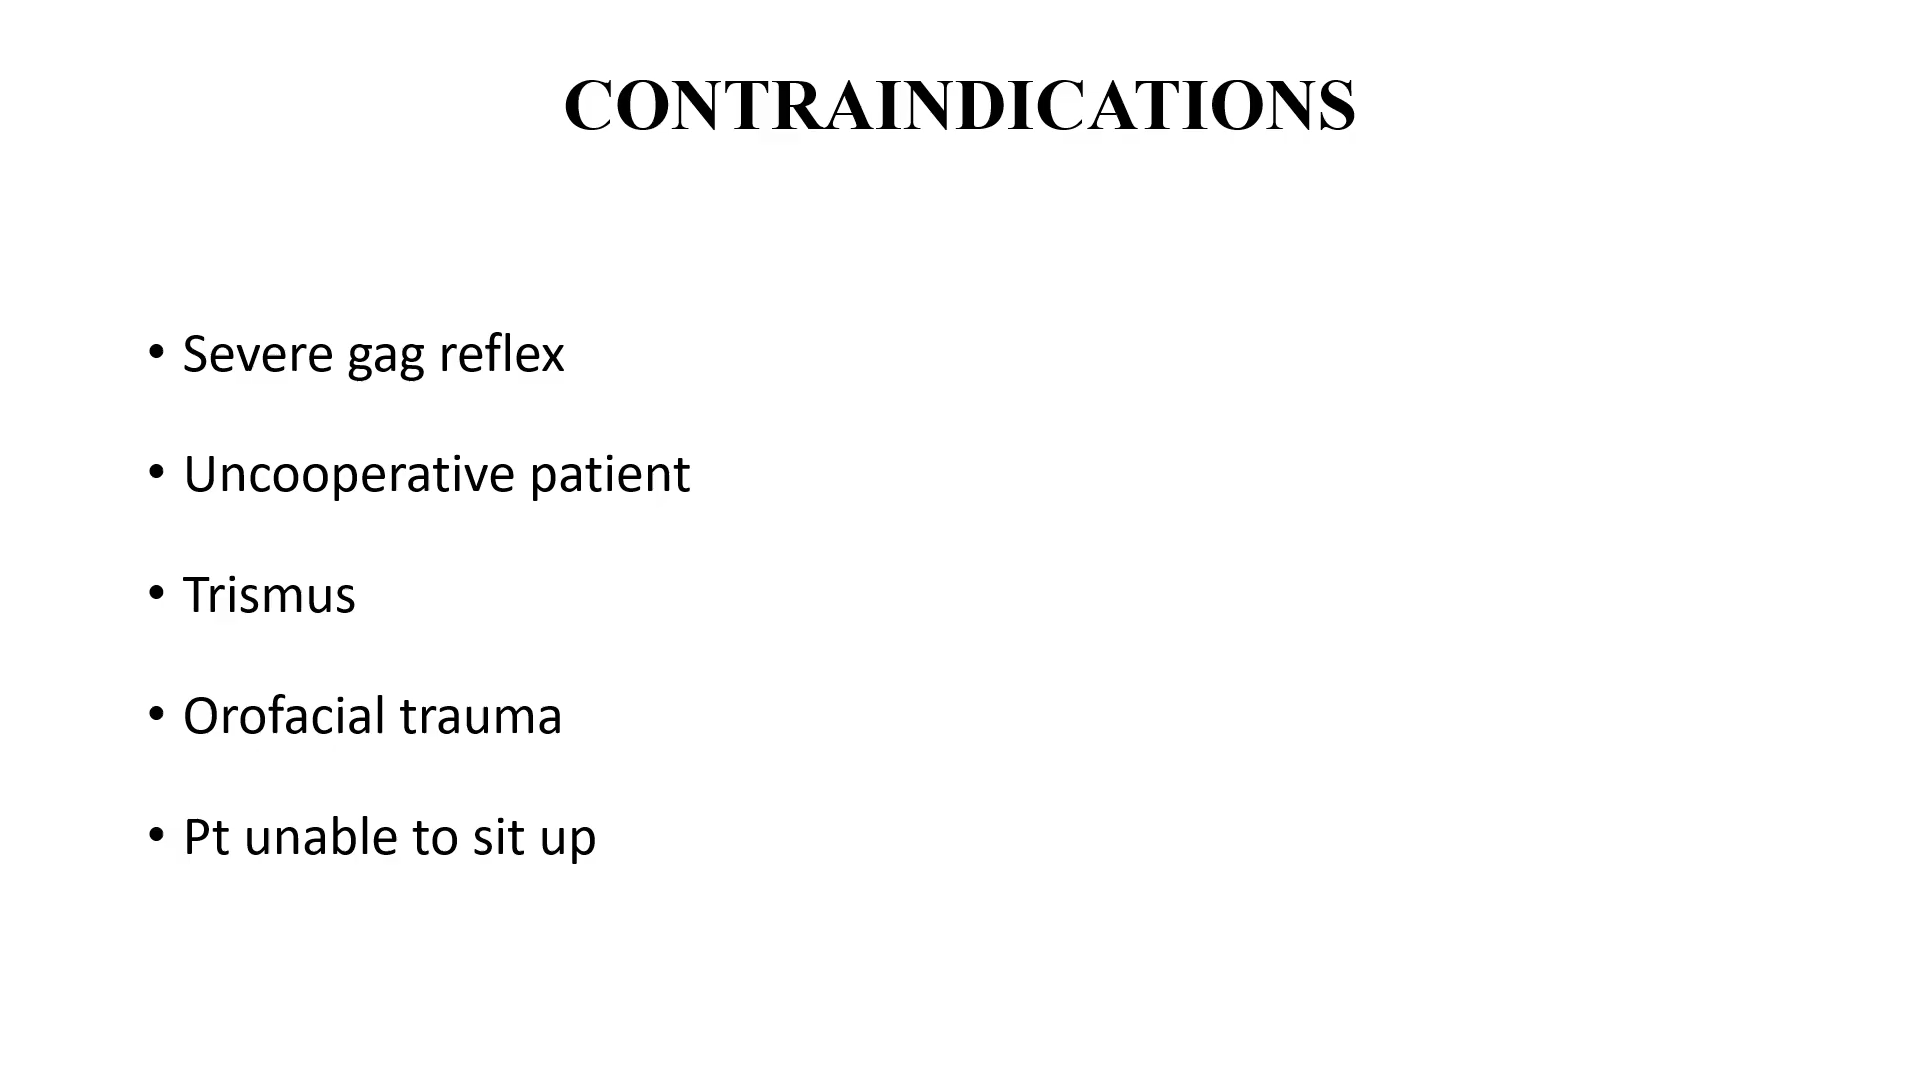 CONTRAINDICATIONS
• Severe gag reflex
• Uncooperative patient
• Trismus
• Orofacial trauma
• Pt unable to sit up